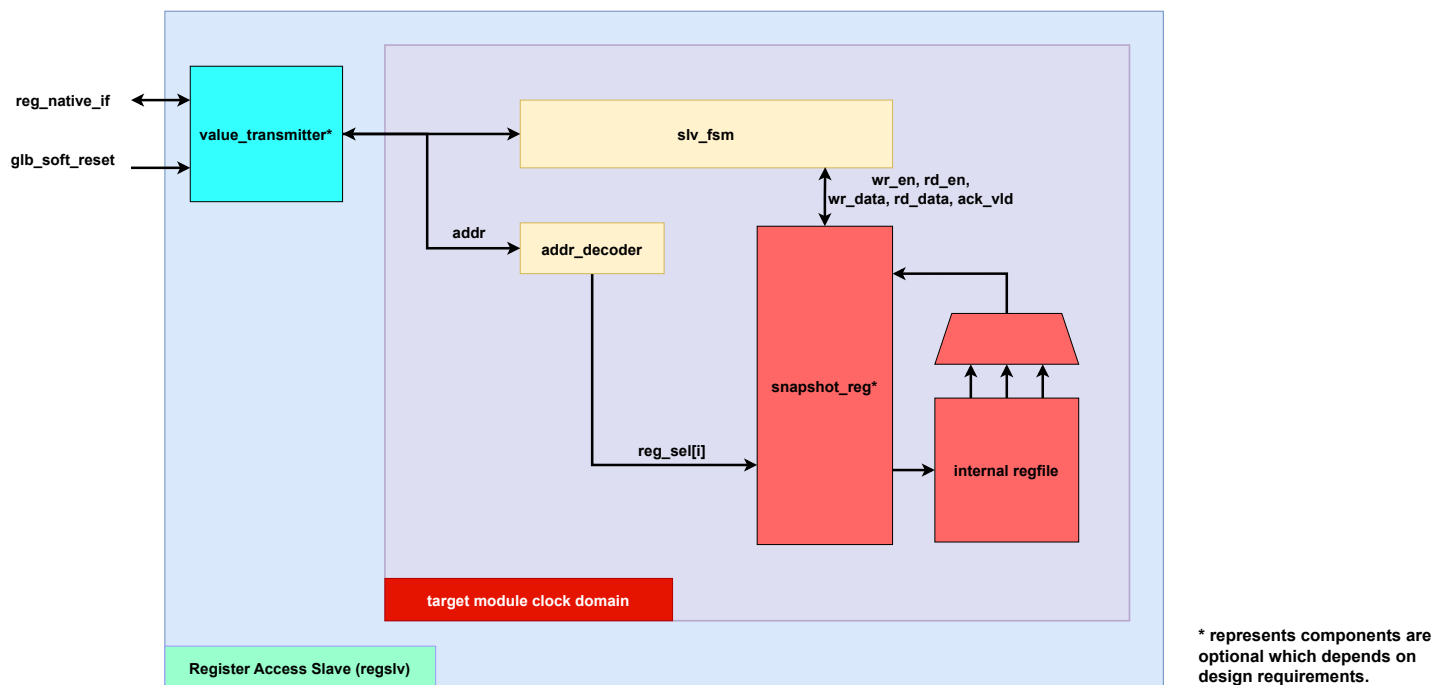 reg_native_if
glb_soft_reset
value_transmitter*
slv_fsm
wr_en, rd_en,
wr_data, rd_data, ack_vld
addr
addr_decoder
snapshot_reg*
reg_sel[i]
internal regfile
target module clock domain
Register Access Slave (regslv)
* represents components are
optional which depends on
design requirements.